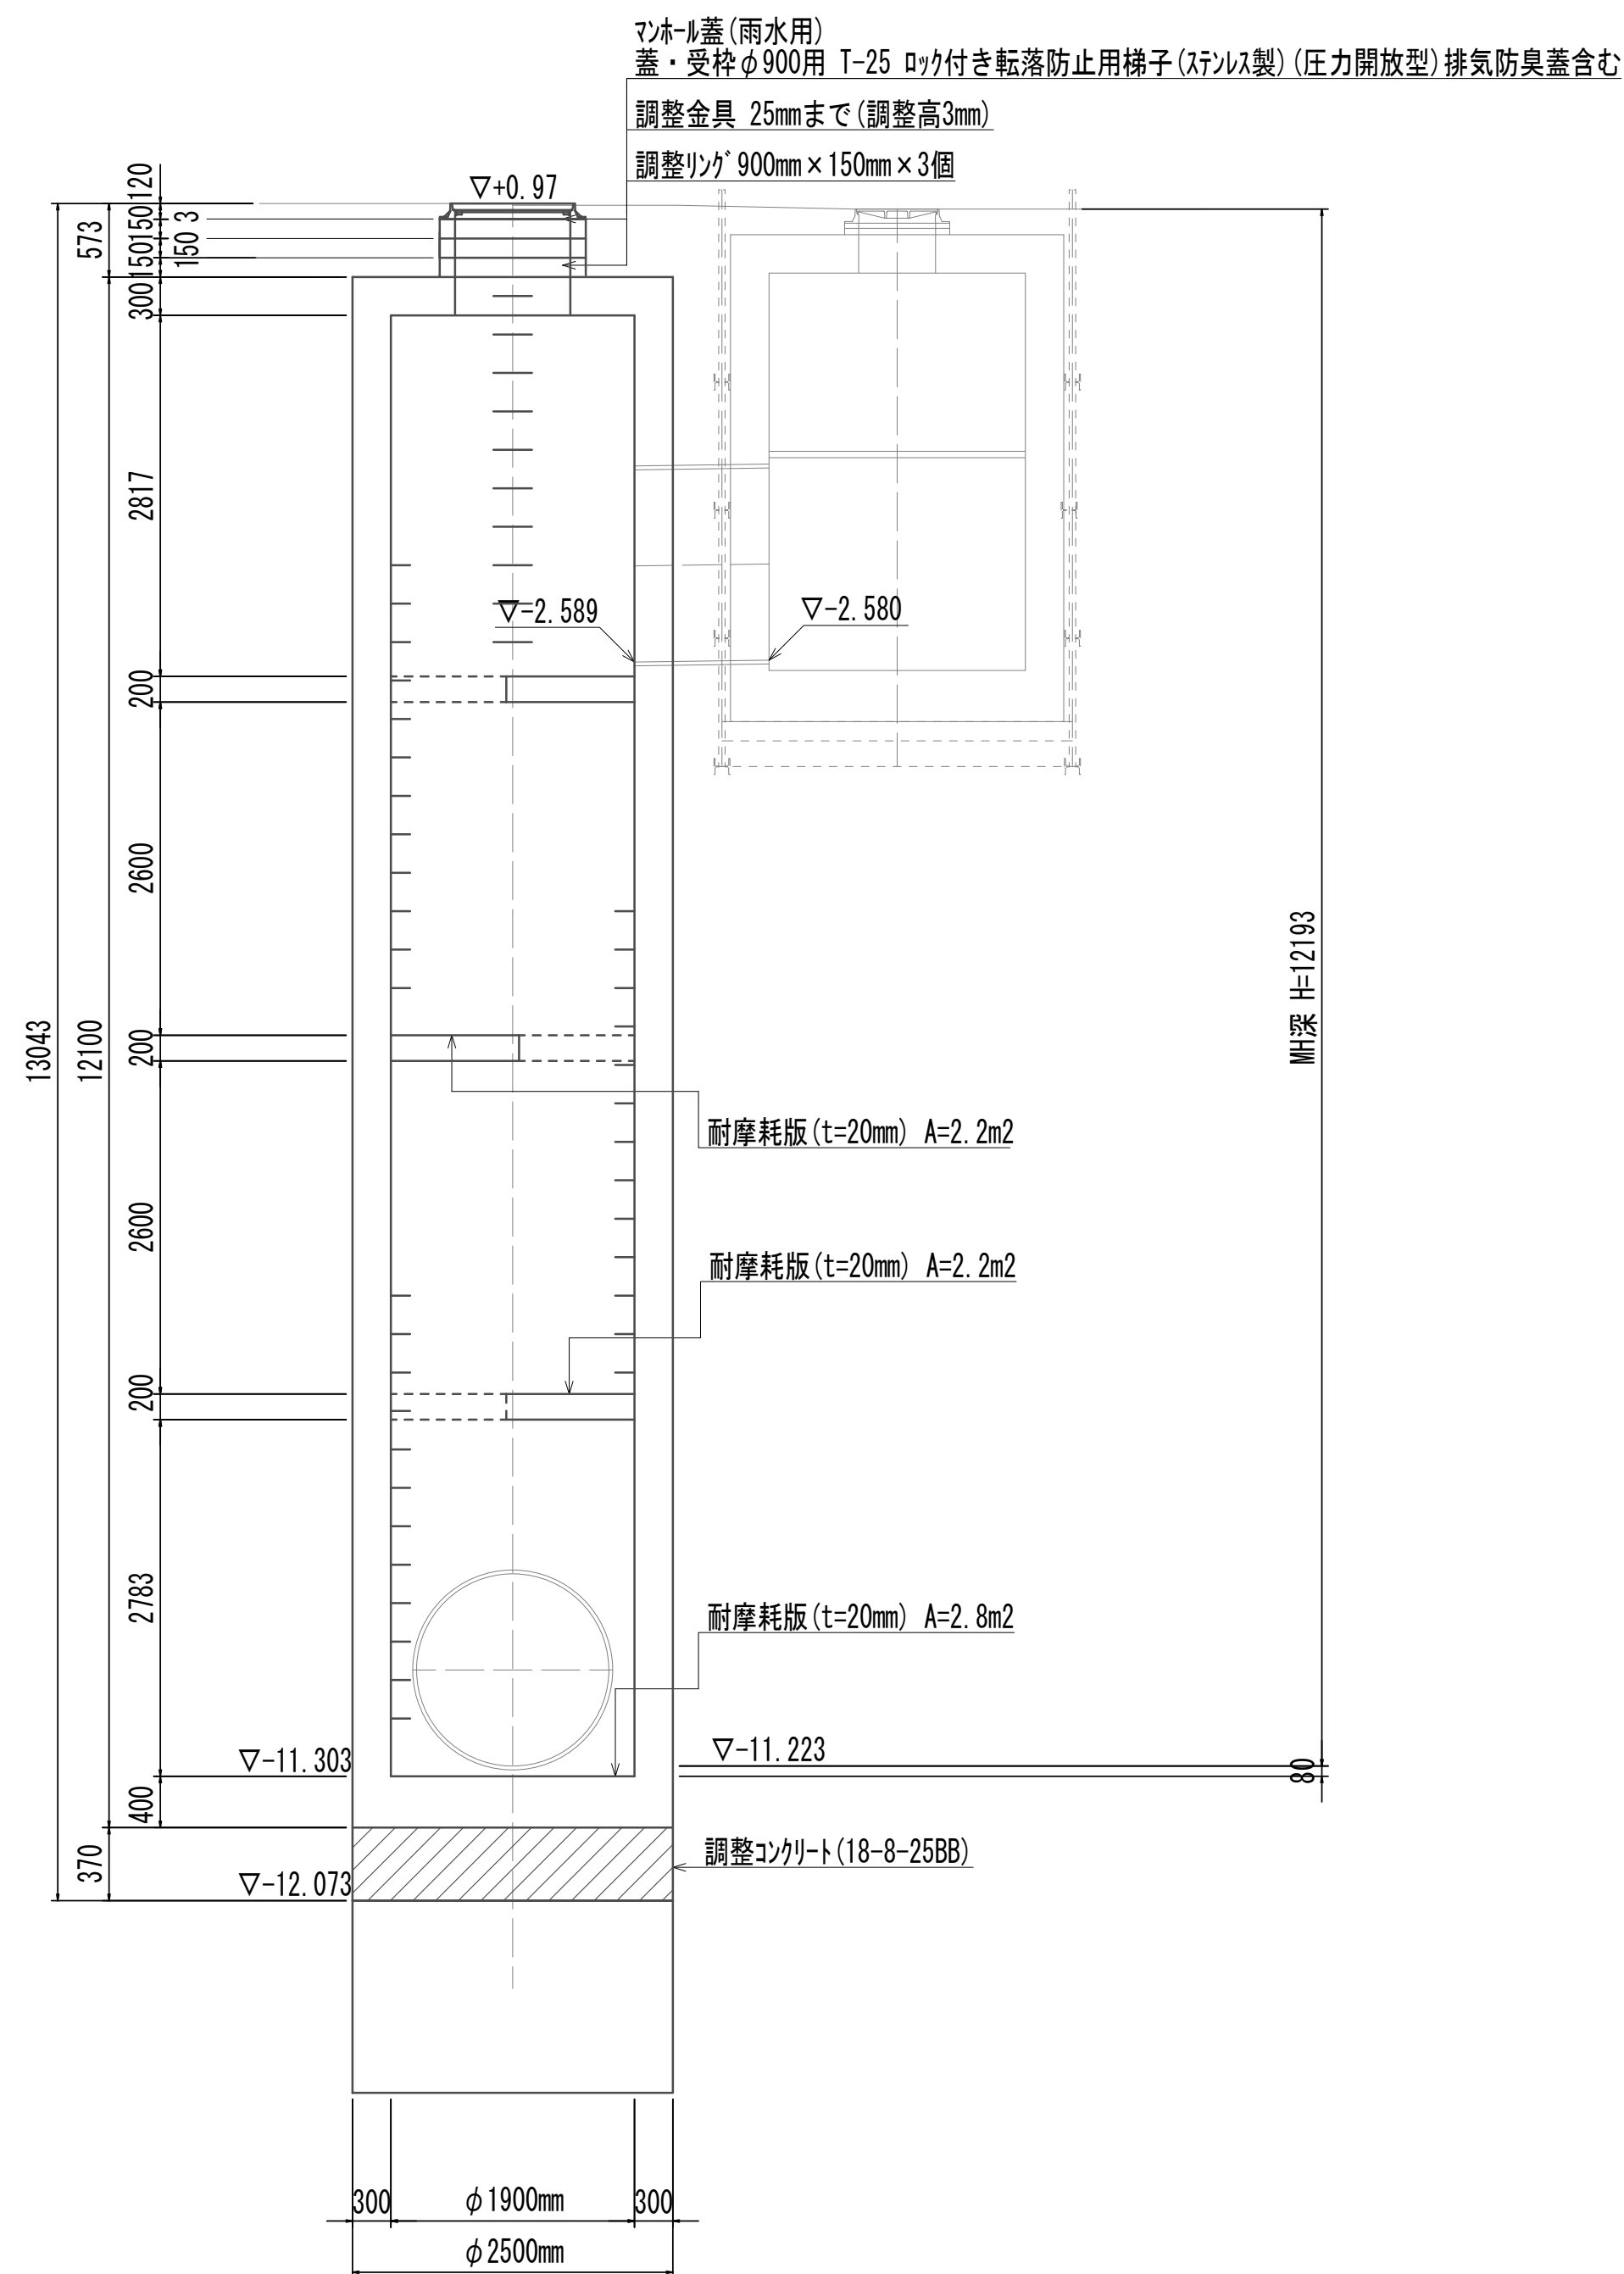 マンホール蓋(雨水用)
蓋・受枠φ900用 T-25 ロック付き転落防止用梯子(ステンレス製)(圧力開放型)排気防臭蓋含む
調整金具 25mmまで(調整高3mm)
調整リング900mm×150mm×3個
▽+0.97
120
150
3
150
150
150
573
300
2817
▽-2.589
▽-2.580
200
2600
MH深 H=12193
13043
12100
200
耐摩耗版(t=20mm) A=2.2m2
2600
耐摩耗版(t=20mm) A=2.2m2
200
2783
耐摩耗版(t=20mm) A=2.8m2
▽-11.303
▽-11.223
80
400
370
調整コンクリート(18-8-25BB)
▽-12.073
300
φ1900mm
300
φ2500mm